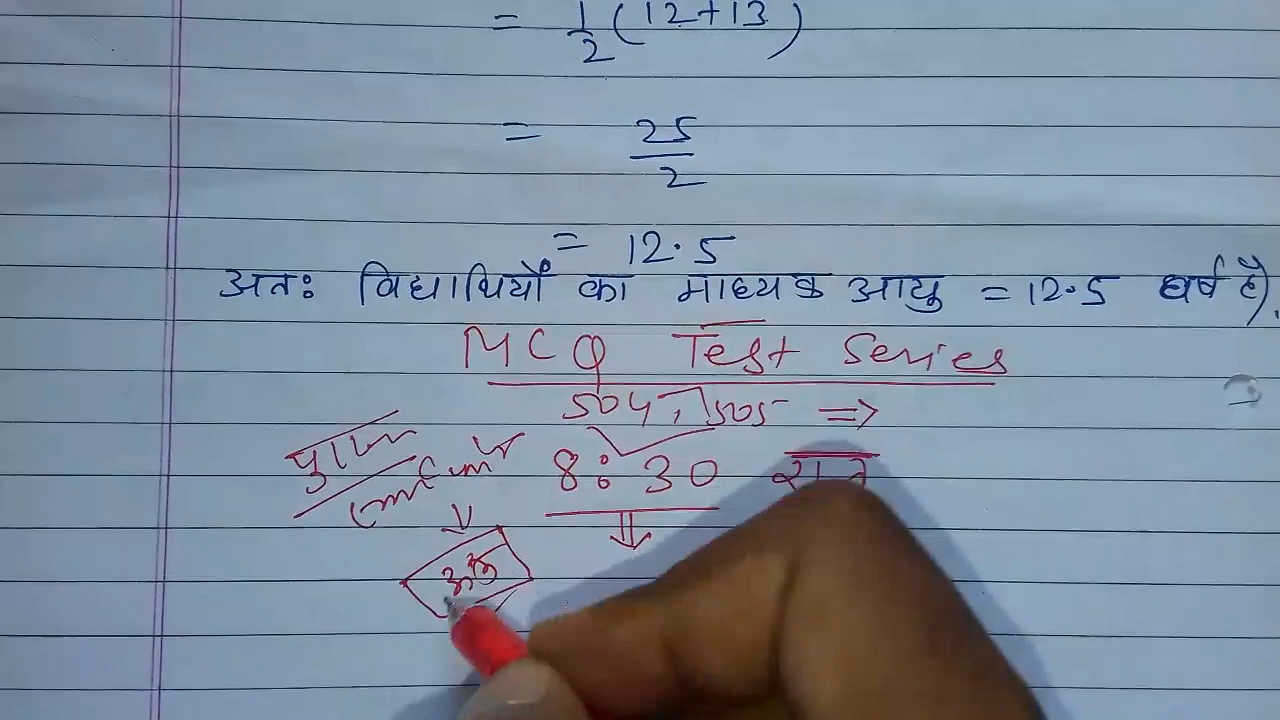 = 1/2 (12+13)
= 25/2
= 12.5
अतः विद्यार्थियों का माध्यक आयु = 12.5 वर्ष है.
MCQ Test Series
504, 505 =>
8:30